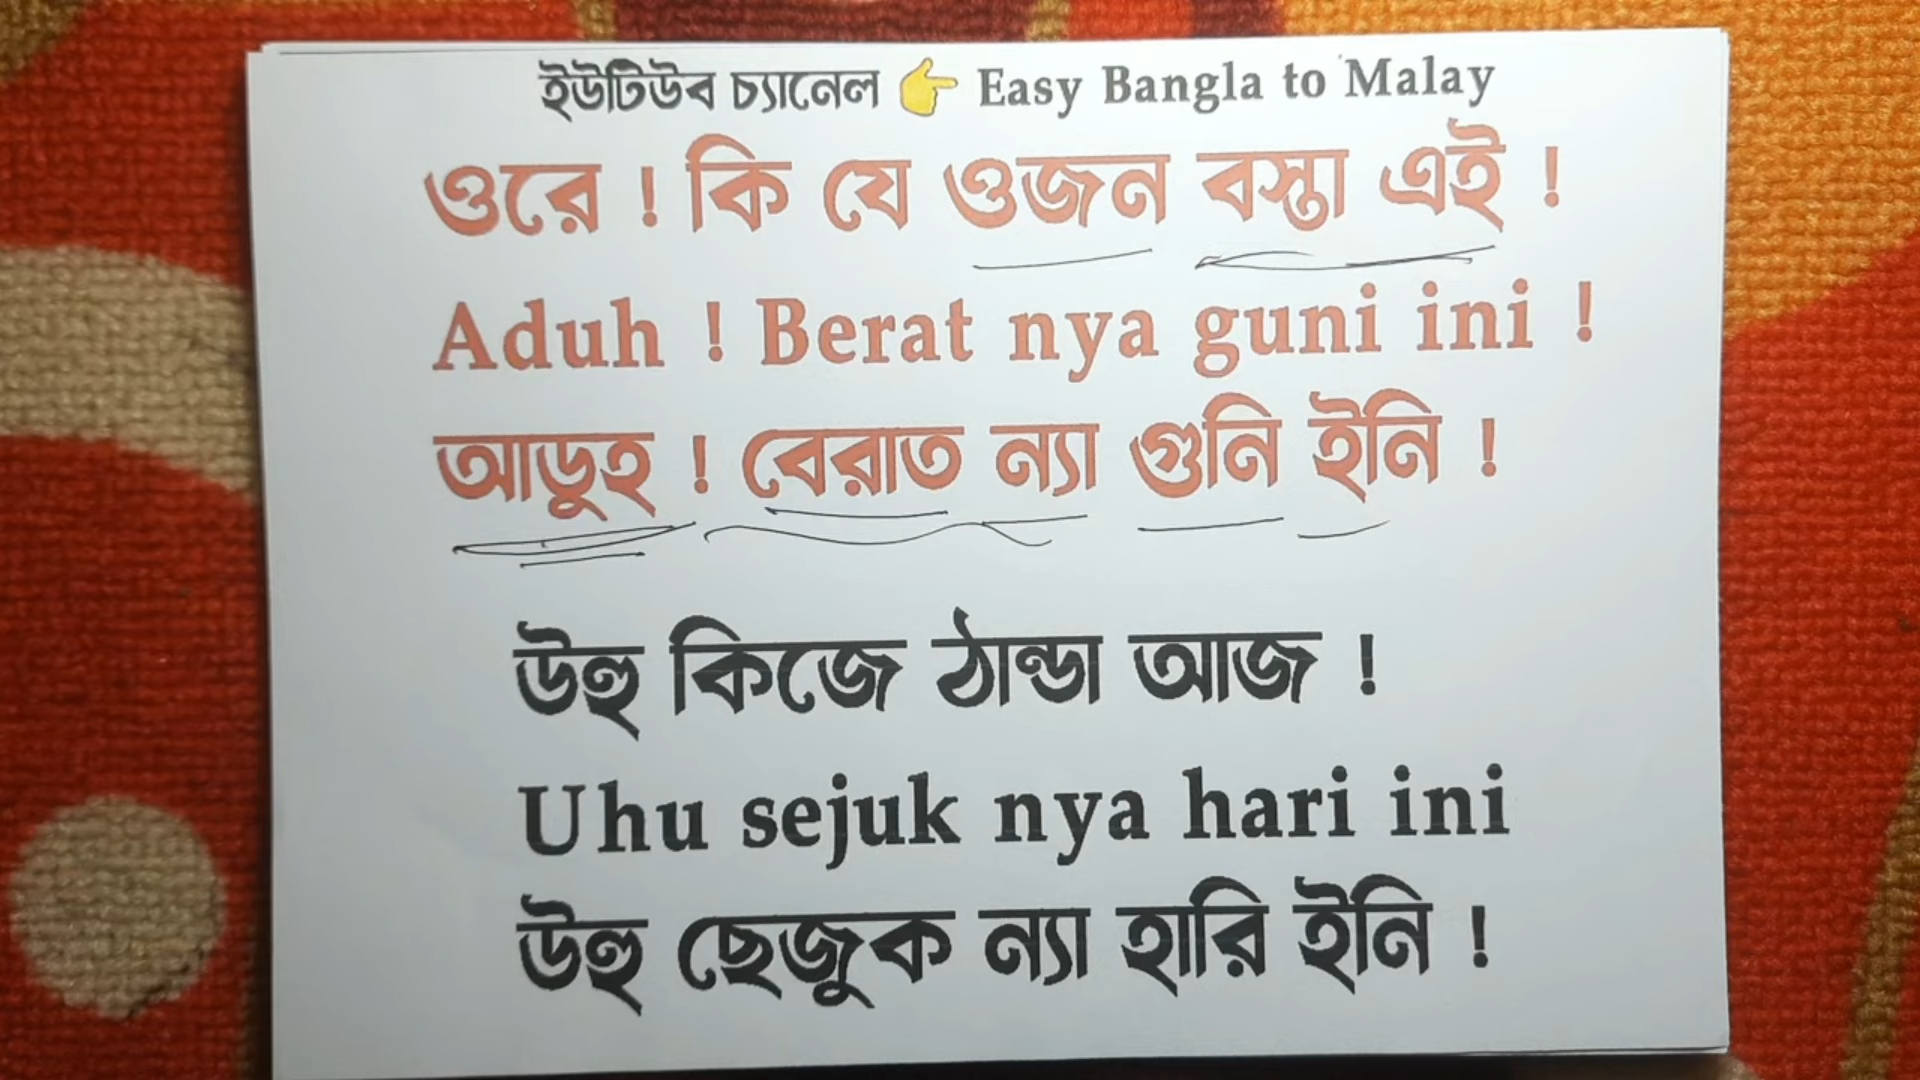 ইউটিউব চ্যানেল 👉 Easy Bangla to Malay
ওরে ! কি যে ওজন বস্তা এই !
Aduh ! Berat nya guni ini !
আডুহ ! বেরাত ন্যা গুনি ইনি !
উহু কিজে ঠান্ডা আজ !
Uhu sejuk nya hari ini
উহু ছেজুক ন্যা হারি ইনি !